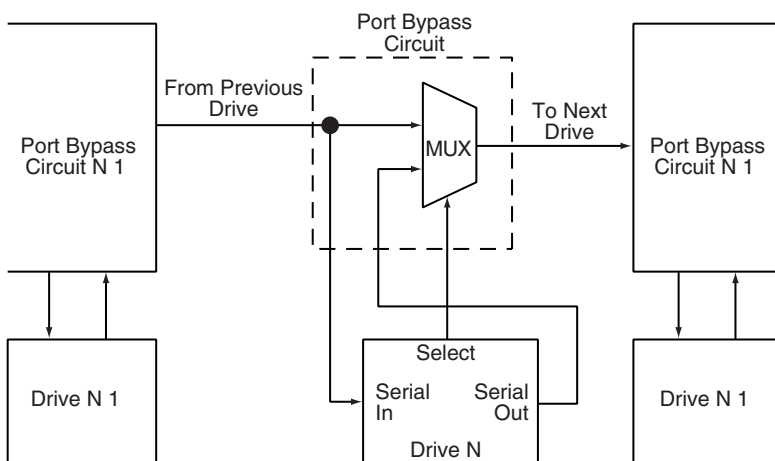 Port Bypass
Circuit
From Previous
Drive
To Next
Drive
Port Bypass
Circuit N 1
MUX
Port Bypass
Circuit N 1
Select
Drive N 1
Serial
In
Serial
Out
Drive N
Drive N 1